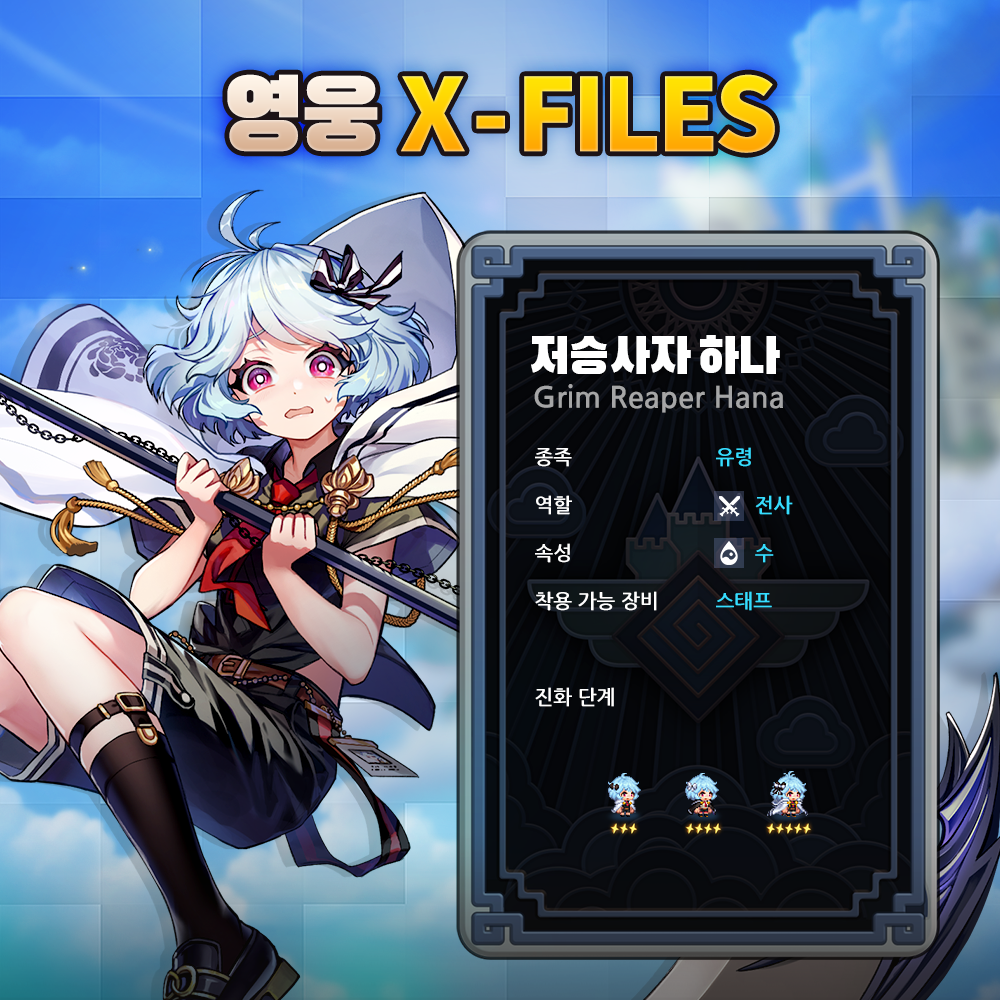 영웅 X-FILES
저승사자 하나
Grim Reaper Hana
종족 유령
역할 전사
속성 수
착용 가능 장비 스태프
진화 단계